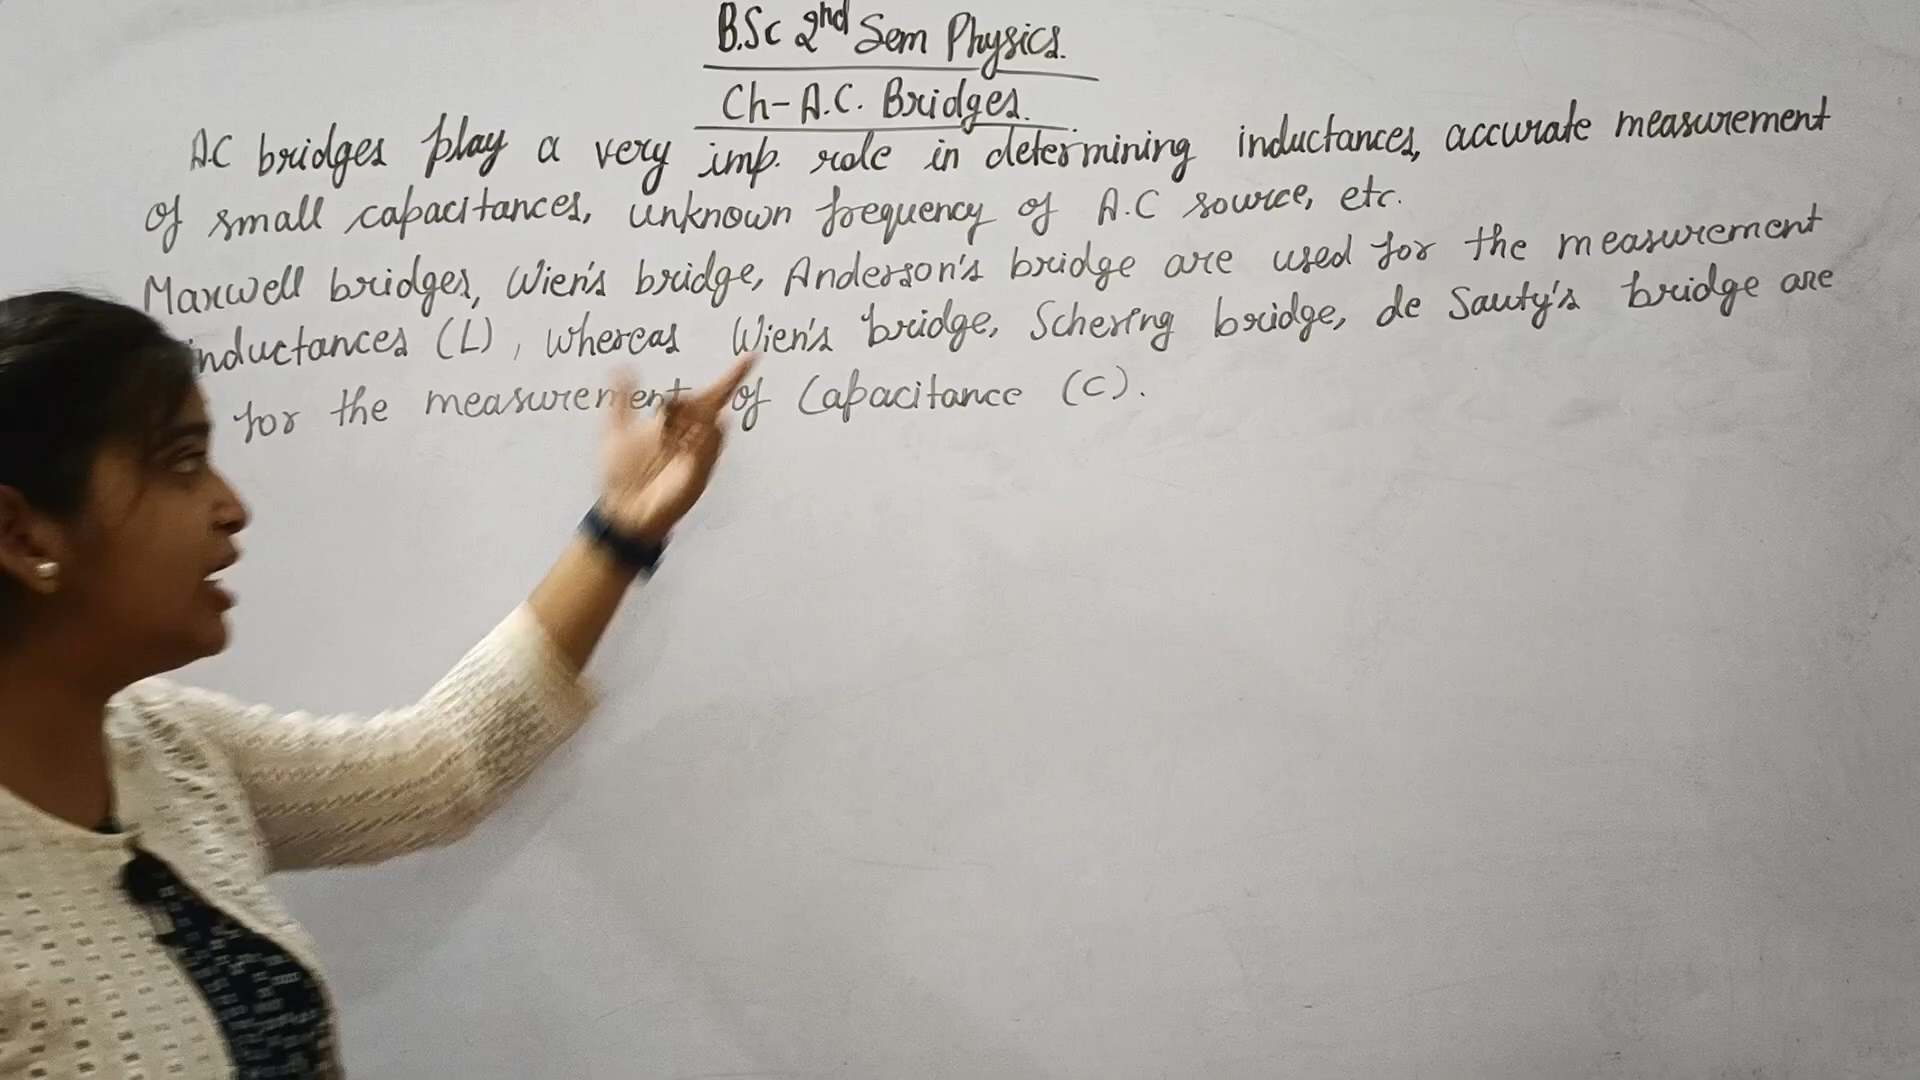 B.Sc 2nd Sem Physics.
Ch- A.C. Bridges.
AC bridges play a very imp. role in determining inductances, accurate measurement
of small capacitances, unknown frequency of A.C source, etc.
Maxwell bridges, Wien's bridge, Anderson's bridge are used for the measurement
inductances (L), whereas Wien's bridge, Schering bridge, de Sauty's bridge are
for the measurement of Capacitance (C).